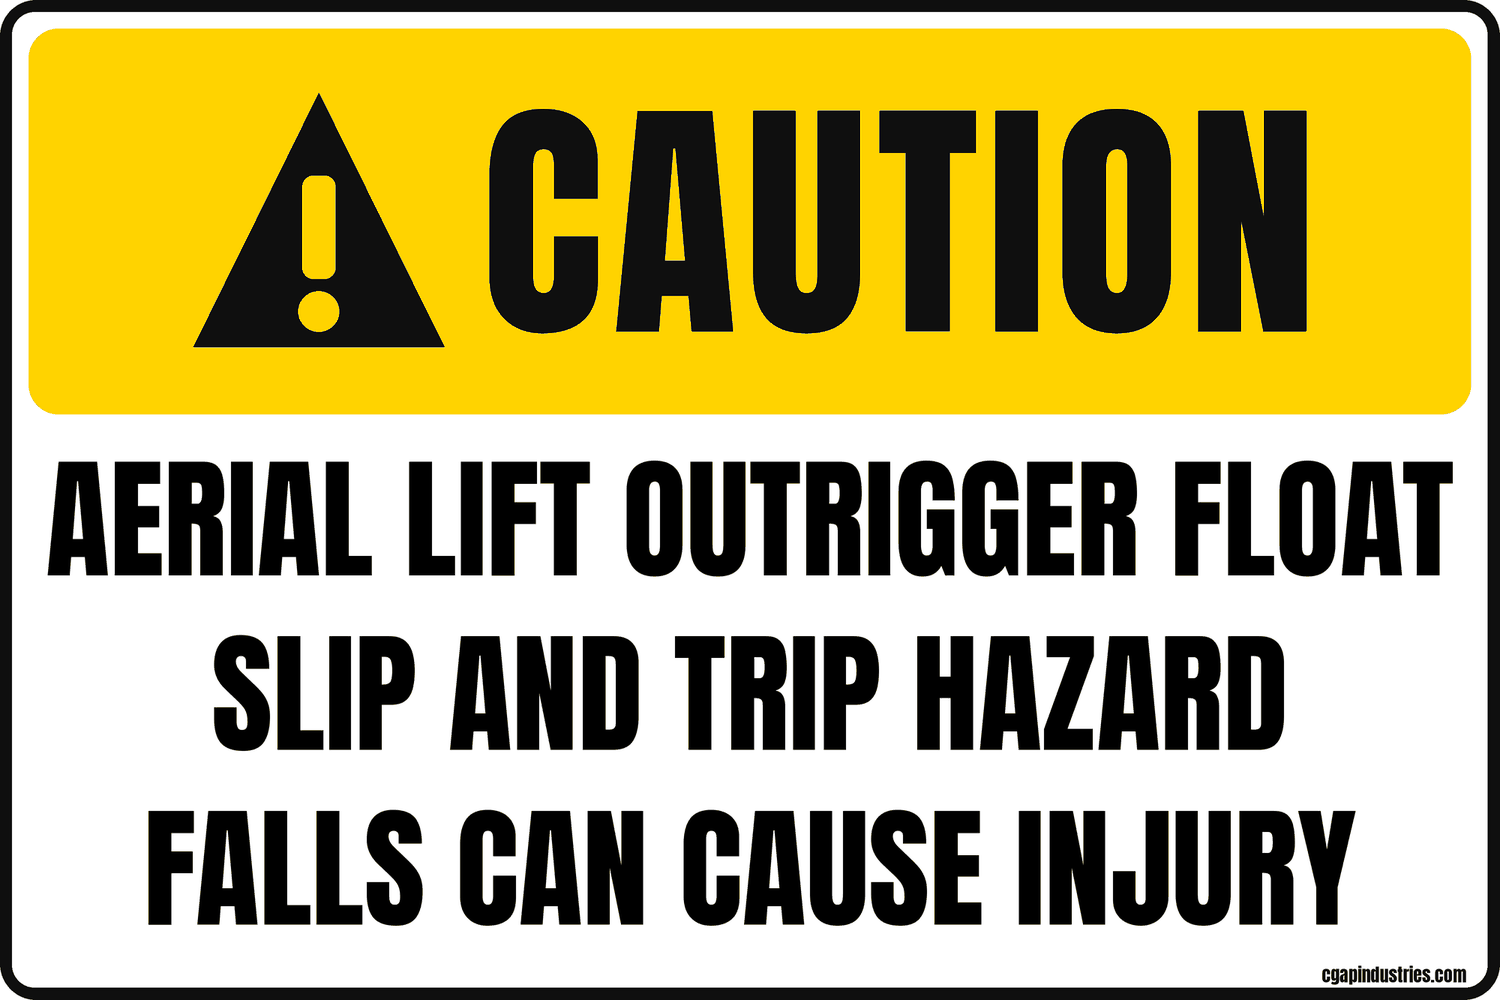 CAUTION
AERIAL LIFT OUTRIGGER FLOAT
SLIP AND TRIP HAZARD
FALLS CAN CAUSE INJURY
cgapindustries.com